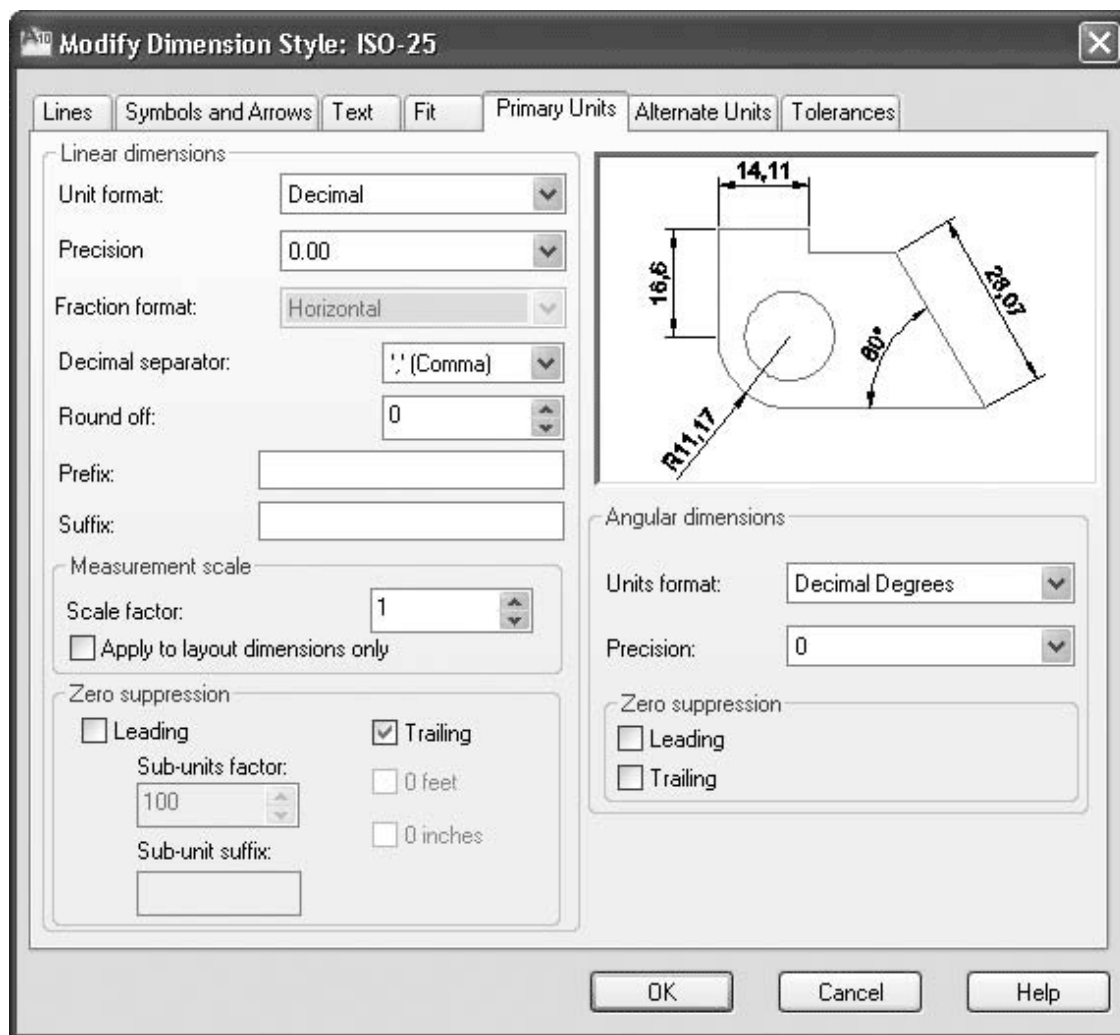 Modify Dimension Style: ISO-25
Lines Symbols and Arrows Text Fit Primary Units Alternate Units Tolerances
Linear dimensions
Unit format: Decimal
Precision 0.00
Fraction format: Horizontal
Decimal separator: ',' (Comma)
Round off: 0
Prefix:
Suffix:
Measurement scale
Scale factor: 1
Apply to layout dimensions only
Zero suppression
Leading Trailing
Sub-units factor: 0 feet
100
0 inches
Sub-unit suffix:
14,11
16,6
28,07
60°
R11,17
Angular dimensions
Units format: Decimal Degrees
Precision: 0
Zero suppression
Leading
Trailing
OK Cancel Help